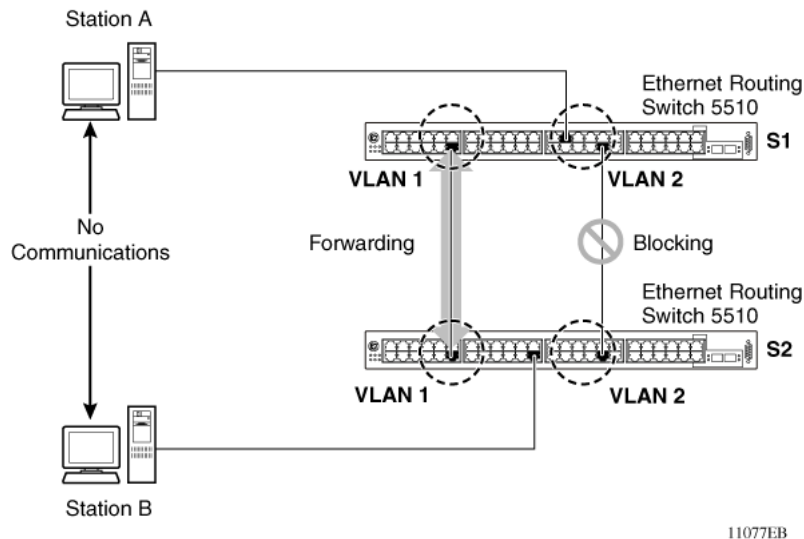 Station A
Ethernet Routing
Switch 5510
S1
VLAN 1
VLAN 2
No
Communications
Forwarding
Blocking
Ethernet Routing
Switch 5510
S2
VLAN 1
VLAN 2
Station B
11077EB